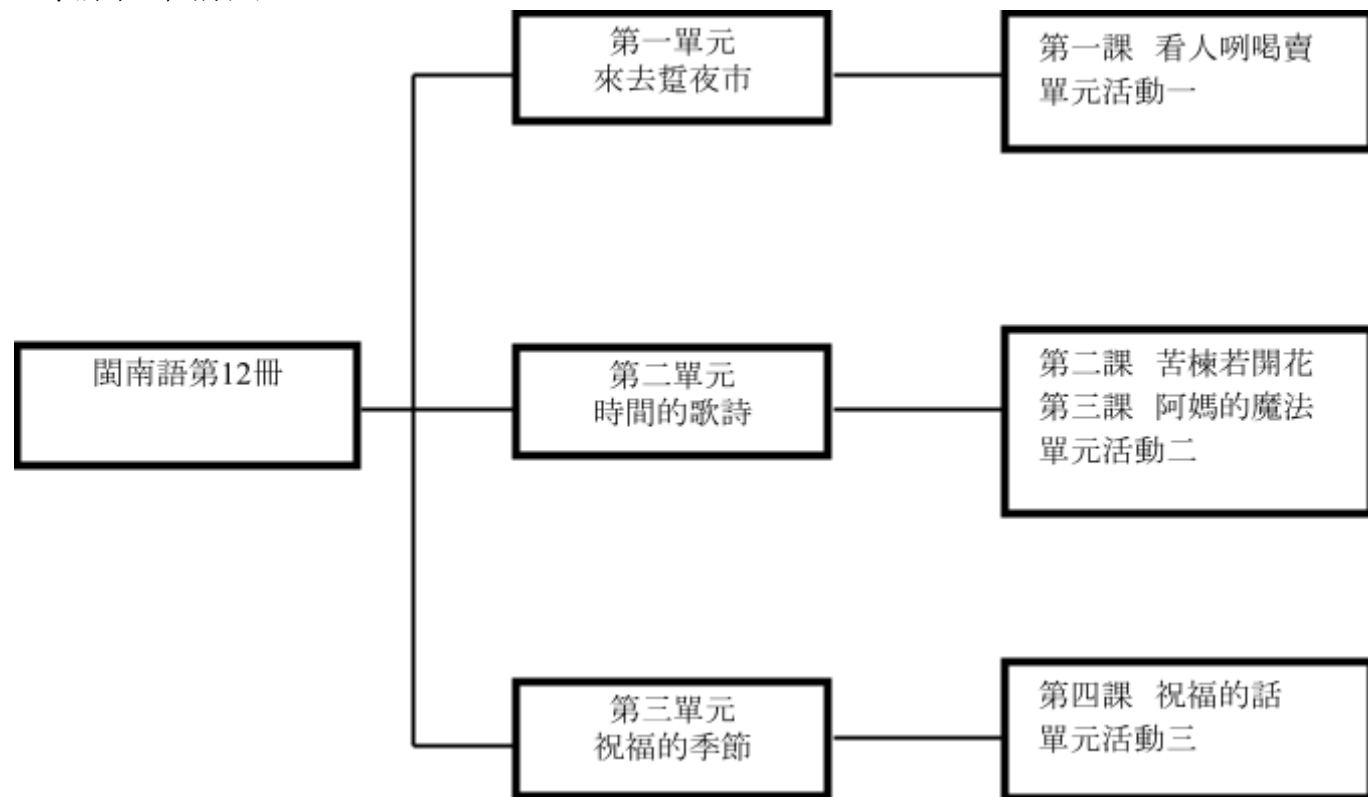 第一單元
來去踅夜市
第一課 看人咧喝賣
單元活動一
閩南語第12冊
第二單元
時間的歌詩
第二課 苦楝若開花
第三課 阿媽的魔法
單元活動二
第三單元
祝福的季節
第四課 祝福的話
單元活動三